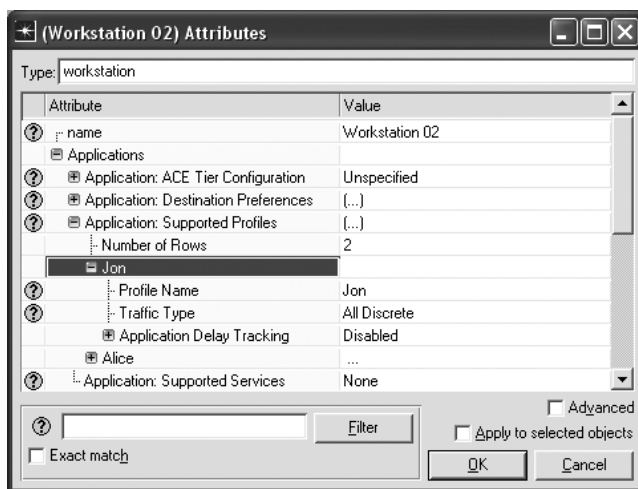 (Workstation 02) Attributes
Type: workstation
Attribute Value
name Workstation 02
Applications
Application: ACE Tier Configuration Unspecified
Application: Destination Preferences (...)
Application: Supported Profiles (...)
Number of Rows 2
Jon
Profile Name Jon
Traffic Type All Discrete
Application Delay Tracking Disabled
Alice ...
Application: Supported Services None
Advanced
Filter
Apply to selected objects
Exact match
OK Cancel